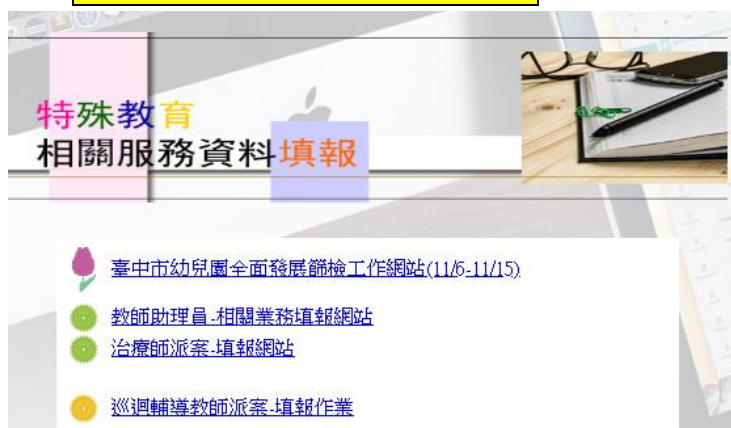 特殊教育
相關服務資料填報
臺中市幼兒園全面發展篩檢工作網站(11/6-11/15)
教師助理員-相關業務填報網站
治療師派案-填報網站
巡迴輔導教師派案-填報作業